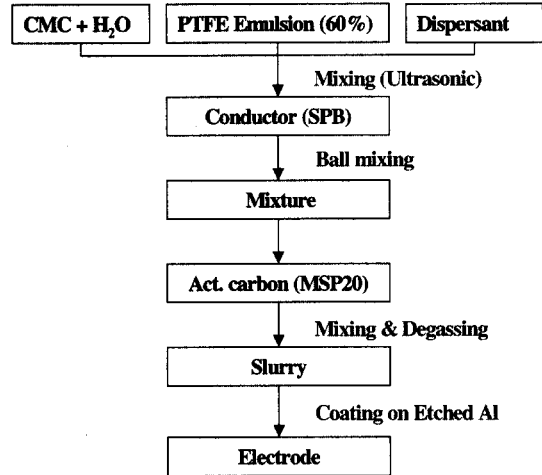 CMC + H₂O
PTFE Emulsion (60%)
Dispersant
Mixing (Ultrasonic)
Conductor (SPB)
Ball mixing
Mixture
Act. carbon (MSP20)
Mixing & Degassing
Slurry
Coating on Etched Al
Electrode